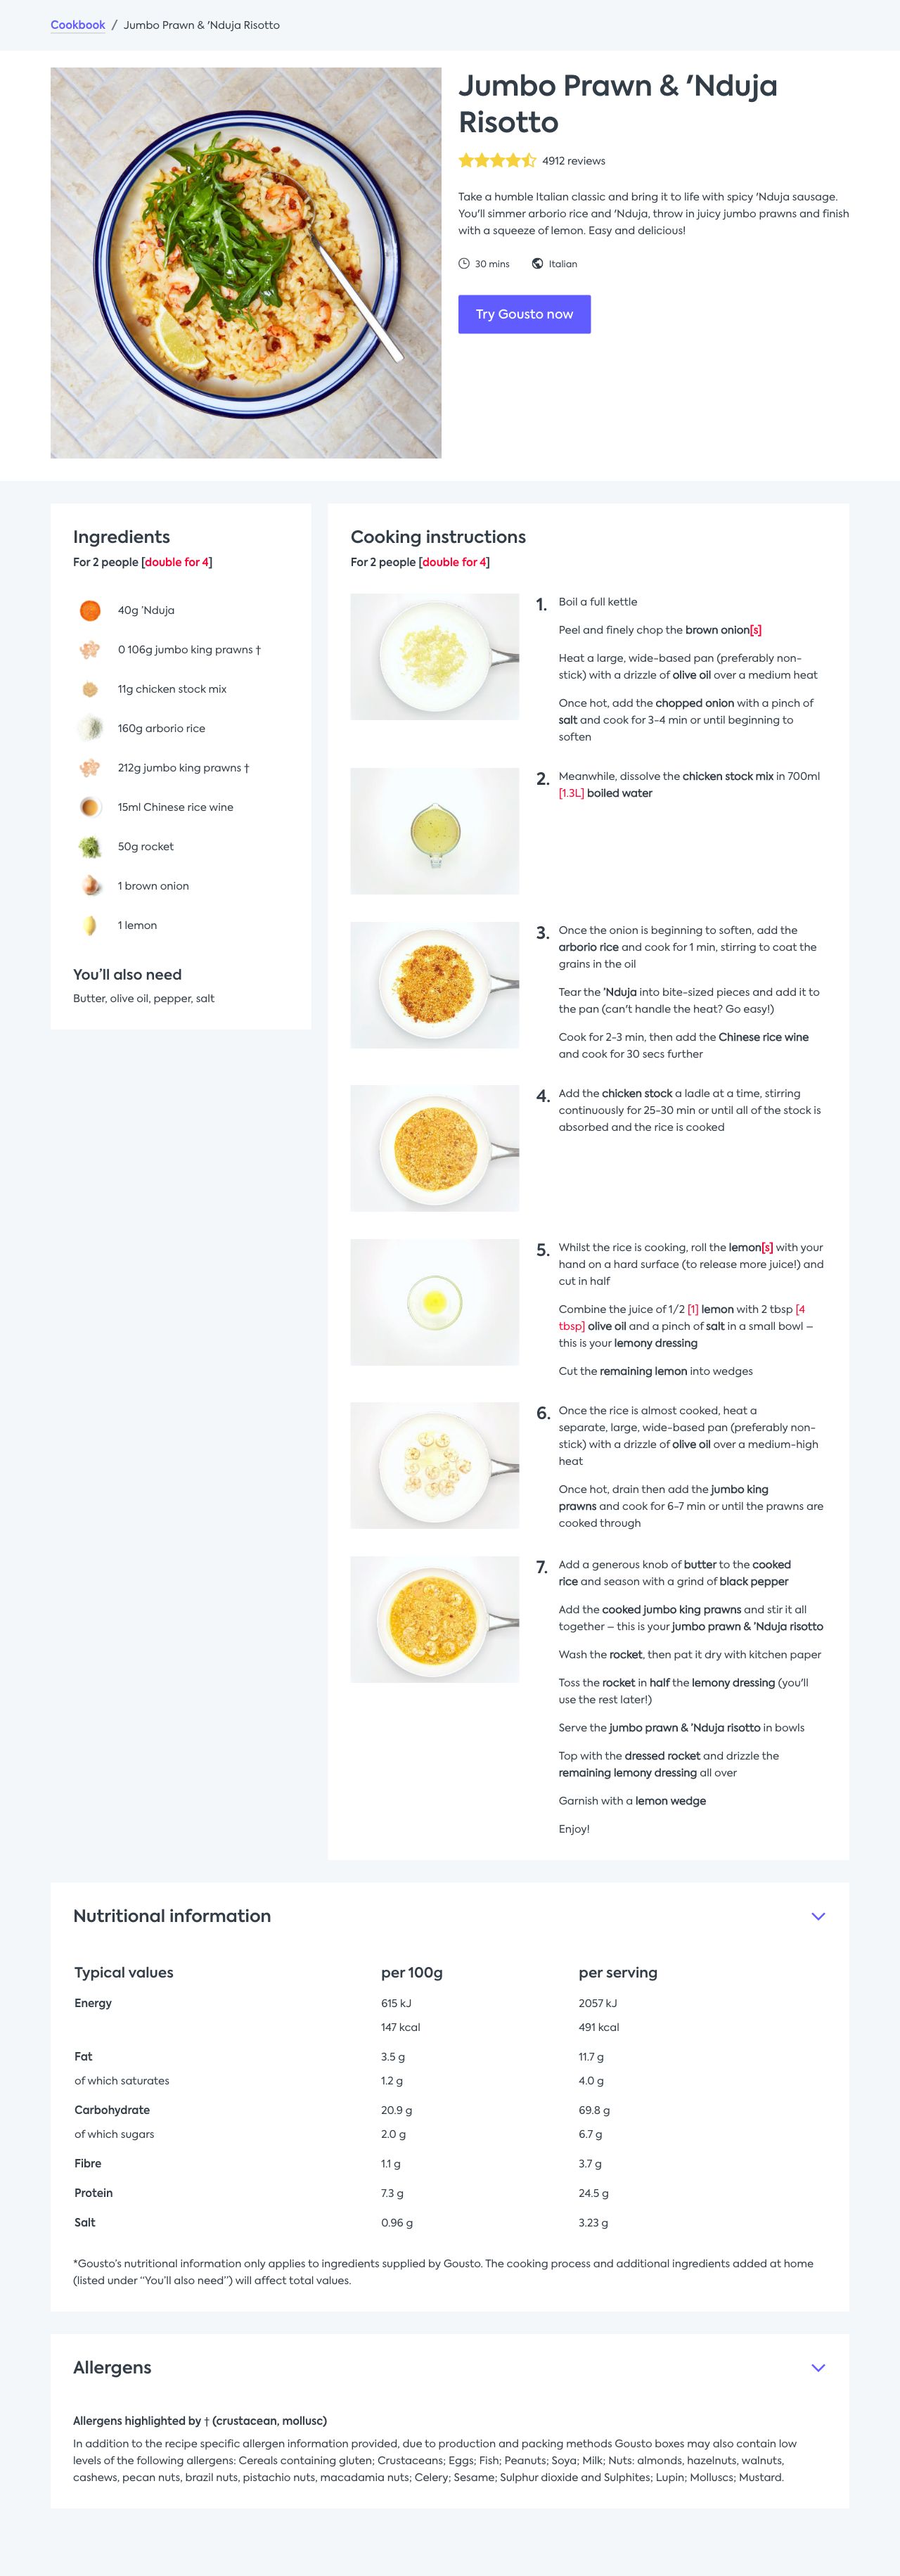 Cookbook / Jumbo Prawn & 'Nduja Risotto
Jumbo Prawn & 'Nduja
Risotto
4912 reviews
Take a humble Italian classic and bring it to life with spicy 'Nduja sausage.
You'll simmer arborio rice and 'Nduja, throw in juicy jumbo prawns and finish
with a squeeze of lemon. Easy and delicious!
30 mins Italian
Try Gousto now
Ingredients
For 2 people [double for 4]
40g 'Nduja
0 106g jumbo king prawns †
11g chicken stock mix
160g arborio rice
212g jumbo king prawns †
15ml Chinese rice wine
50g rocket
1 brown onion
1 lemon
You'll also need
Butter, olive oil, pepper, salt
Cooking instructions
For 2 people [double for 4]
1. Boil a full kettle
Peel and finely chop the brown onion[s]
Heat a large, wide-based pan (preferably non-
stick) with a drizzle of olive oil over a medium heat
Once hot, add the chopped onion with a pinch of
salt and cook for 3-4 min or until beginning to
soften
2. Meanwhile, dissolve the chicken stock mix in 700ml
[1.3L] boiled water
3. Once the onion is beginning to soften, add the
arborio rice and cook for 1 min, stirring to coat the
grains in the oil
Tear the 'Nduja into bite-sized pieces and add it to
the pan (can't handle the heat? Go easy!)
Cook for 2-3 min, then add the Chinese rice wine
and cook for 30 secs further
4. Add the chicken stock a ladle at a time, stirring
continuously for 25-30 min or until all of the stock is
absorbed and the rice is cooked
5. Whilst the rice is cooking, roll the lemon[s] with your
hand on a hard surface (to release more juice!) and
cut in half
Combine the juice of 1/2 [1] lemon with 2 tbsp [4
tbsp] olive oil and a pinch of salt in a small bowl –
this is your lemony dressing
Cut the remaining lemon into wedges
6. Once the rice is almost cooked, heat a
separate, large, wide-based pan (preferably non-
stick) with a drizzle of olive oil over a medium-high
heat
Once hot, drain then add the jumbo king
prawns and cook for 6-7 min or until the prawns are
cooked through
7. Add a generous knob of butter to the cooked
rice and season with a grind of black pepper
Add the cooked jumbo king prawns and stir it all
together – this is your jumbo prawn & 'Nduja risotto
Wash the rocket, then pat it dry with kitchen paper
Toss the rocket in half the lemony dressing (you'll
use the rest later!)
Serve the jumbo prawn & 'Nduja risotto in bowls
Top with the dressed rocket and drizzle the
remaining lemony dressing all over
Garnish with a lemon wedge
Enjoy!
Nutritional information
Typical values per 100g per serving
Energy 615 kJ 2057 kJ
147 kcal 491 kcal
Fat 3.5 g 11.7 g
of which saturates 1.2 g 4.0 g
Carbohydrate 20.9 g 69.8 g
of which sugars 2.0 g 6.7 g
Fibre 1.1 g 3.7 g
Protein 7.3 g 24.5 g
Salt 0.96 g 3.23 g
*Gousto's nutritional information only applies to ingredients supplied by Gousto. The cooking process and additional ingredients added at home
(listed under "You'll also need") will affect total values.
Allergens
Allergens highlighted by † (crustacean, mollusc)
In addition to the recipe specific allergen information provided, due to production and packing methods Gousto boxes may also contain low
levels of the following allergens: Cereals containing gluten; Crustaceans; Eggs; Fish; Peanuts; Soya; Milk; Nuts: almonds, hazelnuts, walnuts,
cashews, pecan nuts, brazil nuts, pistachio nuts, macadamia nuts; Celery; Sesame; Sulphur dioxide and Sulphites; Lupin; Molluscs; Mustard.